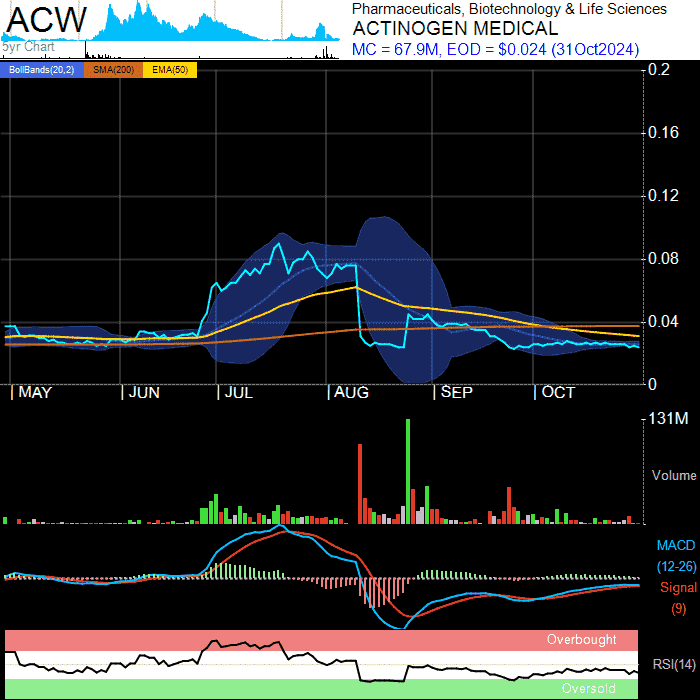 ACW
Pharmaceuticals, Biotechnology & Life Sciences
ACTINOGEN MEDICAL
MC = 67.9M, EOD = $0.024 (31Oct2024)
5yr Chart
BollBands(20,2) SMA(200) EMA(50)
0.2
0.16
0.12
0.08
0.04
0
MAY JUN JUL AUG SEP OCT
131M
Volume
MACD
(12-26)
Signal
(9)
Overbought
RSI(14)
Oversold